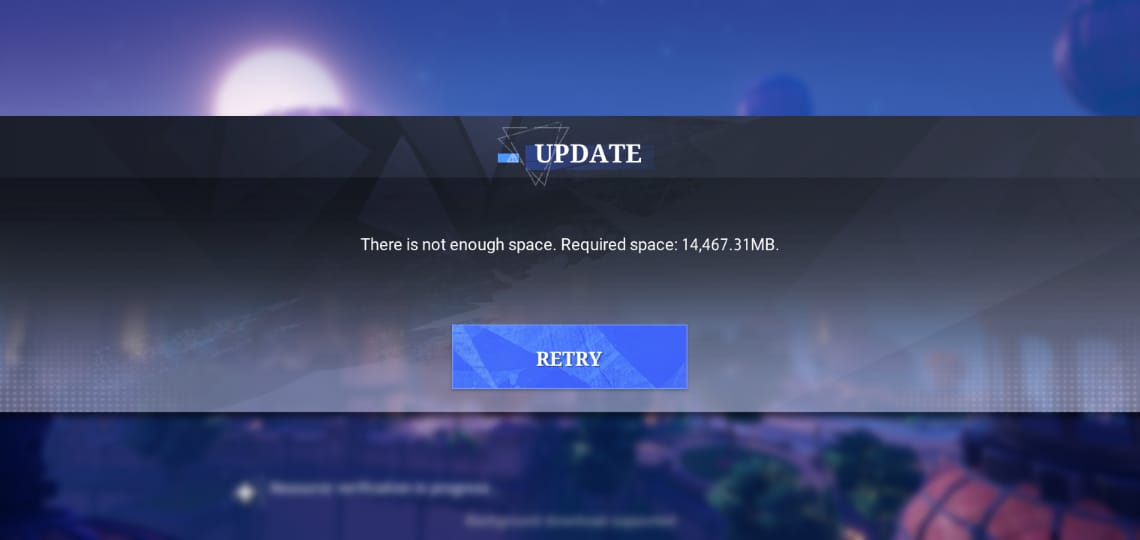 UPDATE
There is not enough space. Required space: 14,467.31MB.
RETRY
Resource verification in progress...
Background download supported